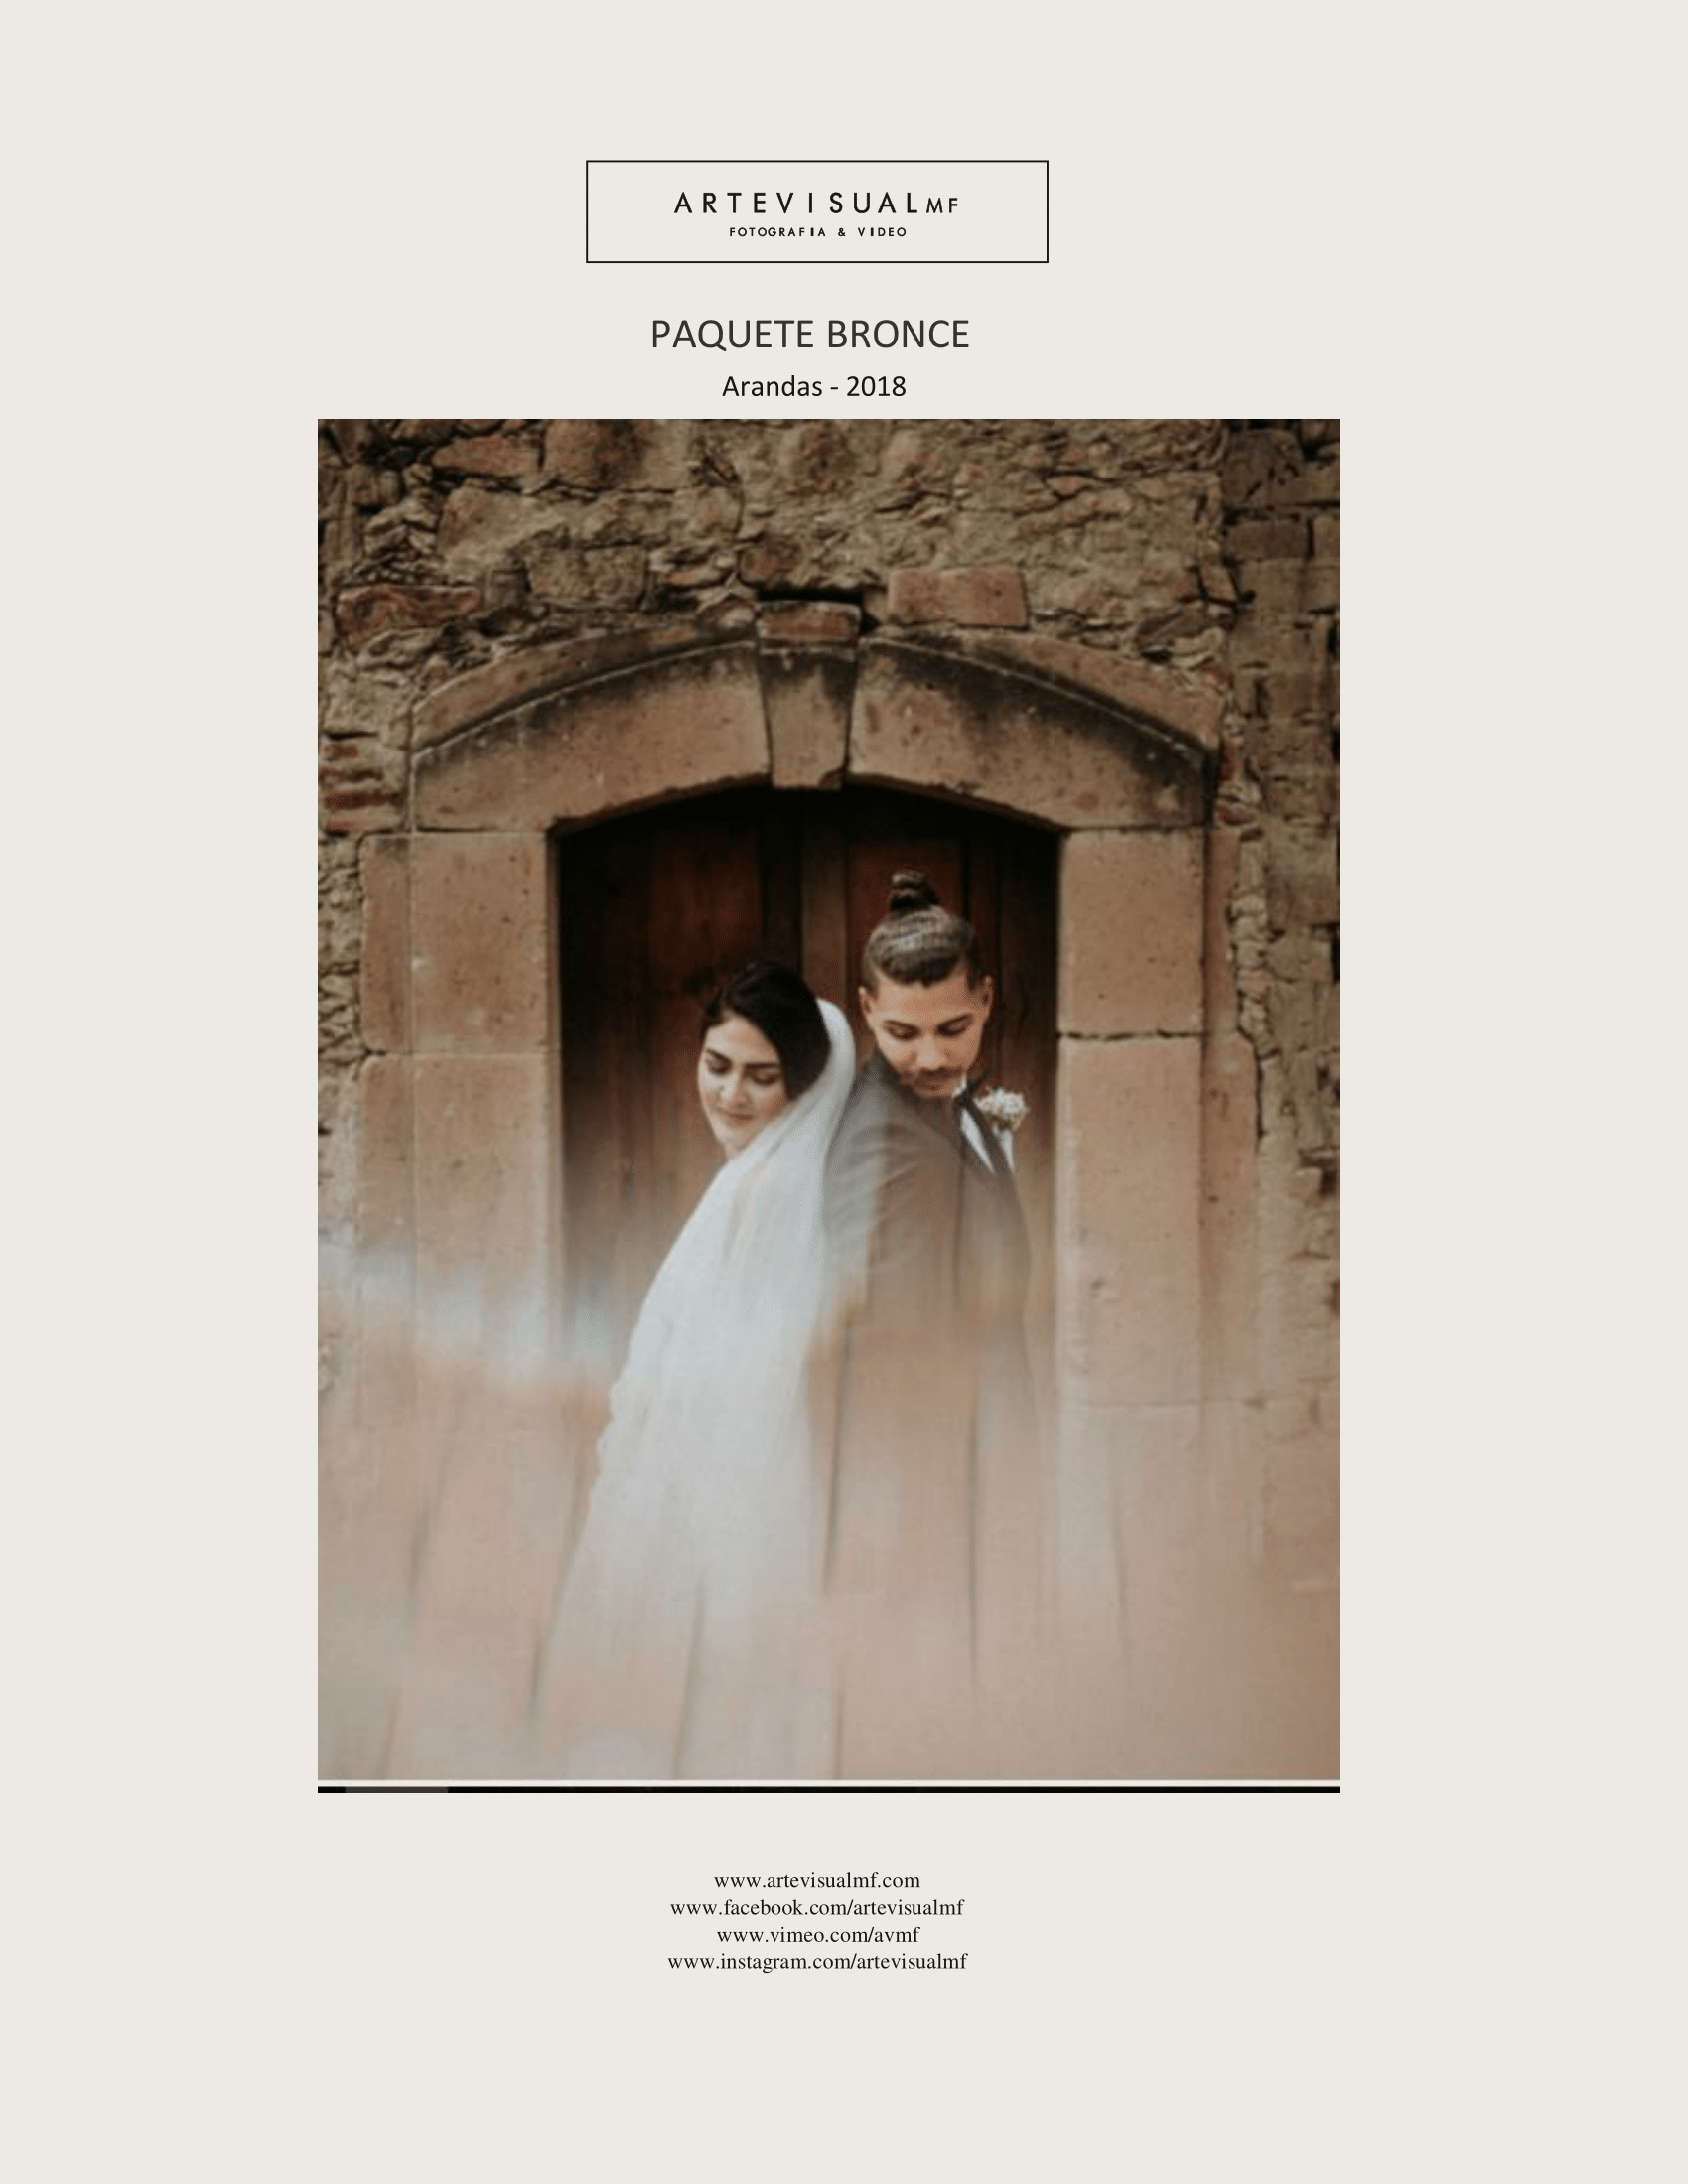 ARTEVISUALMF
FOTOGRAFIA & VIDEO
PAQUETE BRONCE
Arandas - 2018
www.artevisualmf.com
www.facebook.com/artevisualmf
www.vimeo.com/avmf
www.instagram.com/artevisualmf